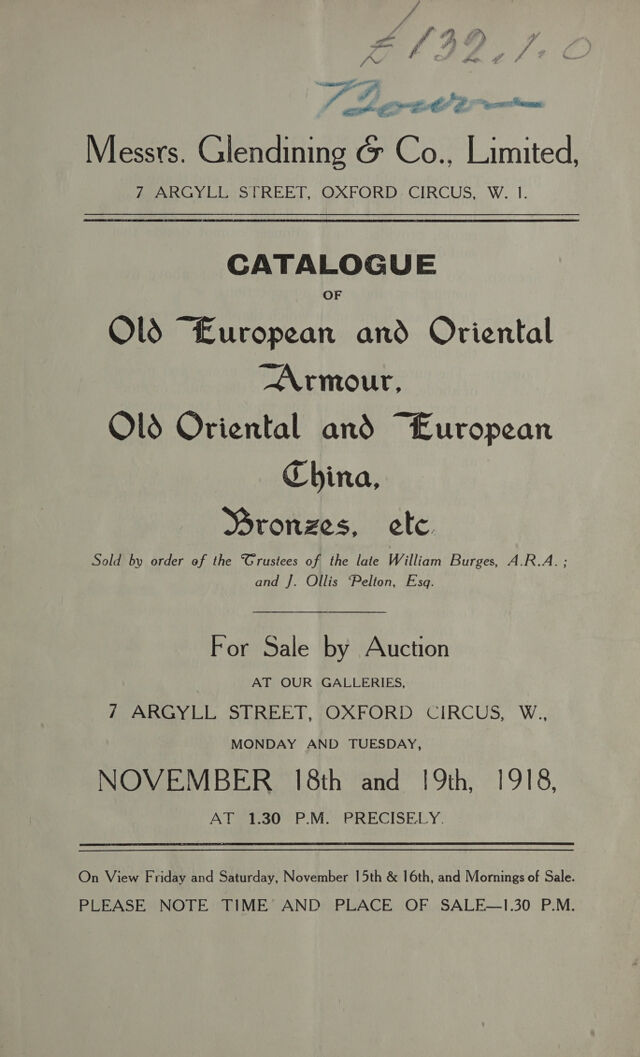 £132.1.0
Bourne
Messrs. Glendining & Co., Limited,
7 ARGYLL STREET, OXFORD CIRCUS, W. 1.
CATALOGUE
OF
Old European and Oriental
Armour,
Old Oriental and European
China,
Bronzes, etc.
Sold by order of the Trustees of the late William Burges, A.R.A. ;
and J. Ollis Pelton, Esq.
For Sale by Auction
AT OUR GALLERIES,
7 ARGYLL STREET, OXFORD CIRCUS, W.,
MONDAY AND TUESDAY,
NOVEMBER 18th and 19th, 1918,
AT 1.30 P.M. PRECISELY.
On View Friday and Saturday, November 15th & 16th, and Mornings of Sale.
PLEASE NOTE TIME AND PLACE OF SALE—1.30 P.M.